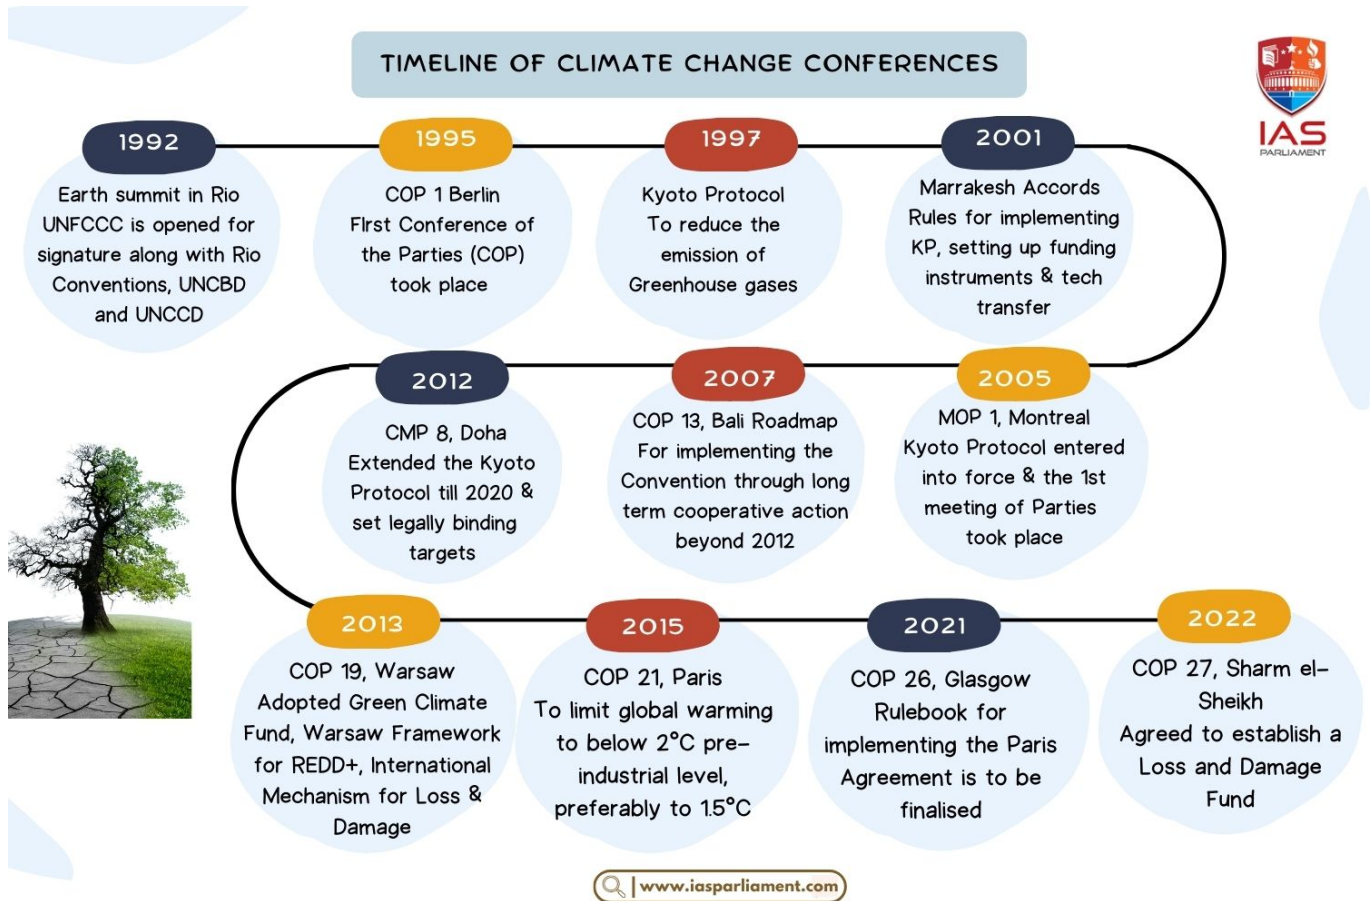 TIMELINE OF CLIMATE CHANGE CONFERENCES
IAS
PARLIAMENT
1992
Earth summit in Rio
UNFCCC is opened for
signature along with Rio
Conventions, UNCBD
and UNCCD
1995
COP 1 Berlin
FIrst Conference of
the Parties (COP)
took place
1997
Kyoto Protocol
To reduce the
emission of
Greenhouse gases
2001
Marrakesh Accords
Rules for implementing
KP, setting up funding
instruments & tech
transfer
2005
MOP 1, Montreal
Kyoto Protocol entered
into force & the 1st
meeting of Parties
took place
2007
COP 13, Bali Roadmap
For implementing the
Convention through long
term cooperative action
beyond 2012
2012
CMP 8, Doha
Extended the Kyoto
Protocol till 2020 &
set legally binding
targets
2013
COP 19, Warsaw
Adopted Green Climate
Fund, Warsaw Framework
for REDD+, International
Mechanism for Loss &
Damage
2015
COP 21, Paris
To limit global warming
to below 2°C pre-
industrial level,
preferably to 1.5°C
2021
COP 26, Glasgow
Rulebook for
implementing the Paris
Agreement is to be
finalised
2022
COP 27, Sharm el-
Sheikh
Agreed to establish a
Loss and Damage
Fund
www.iasparliament.com